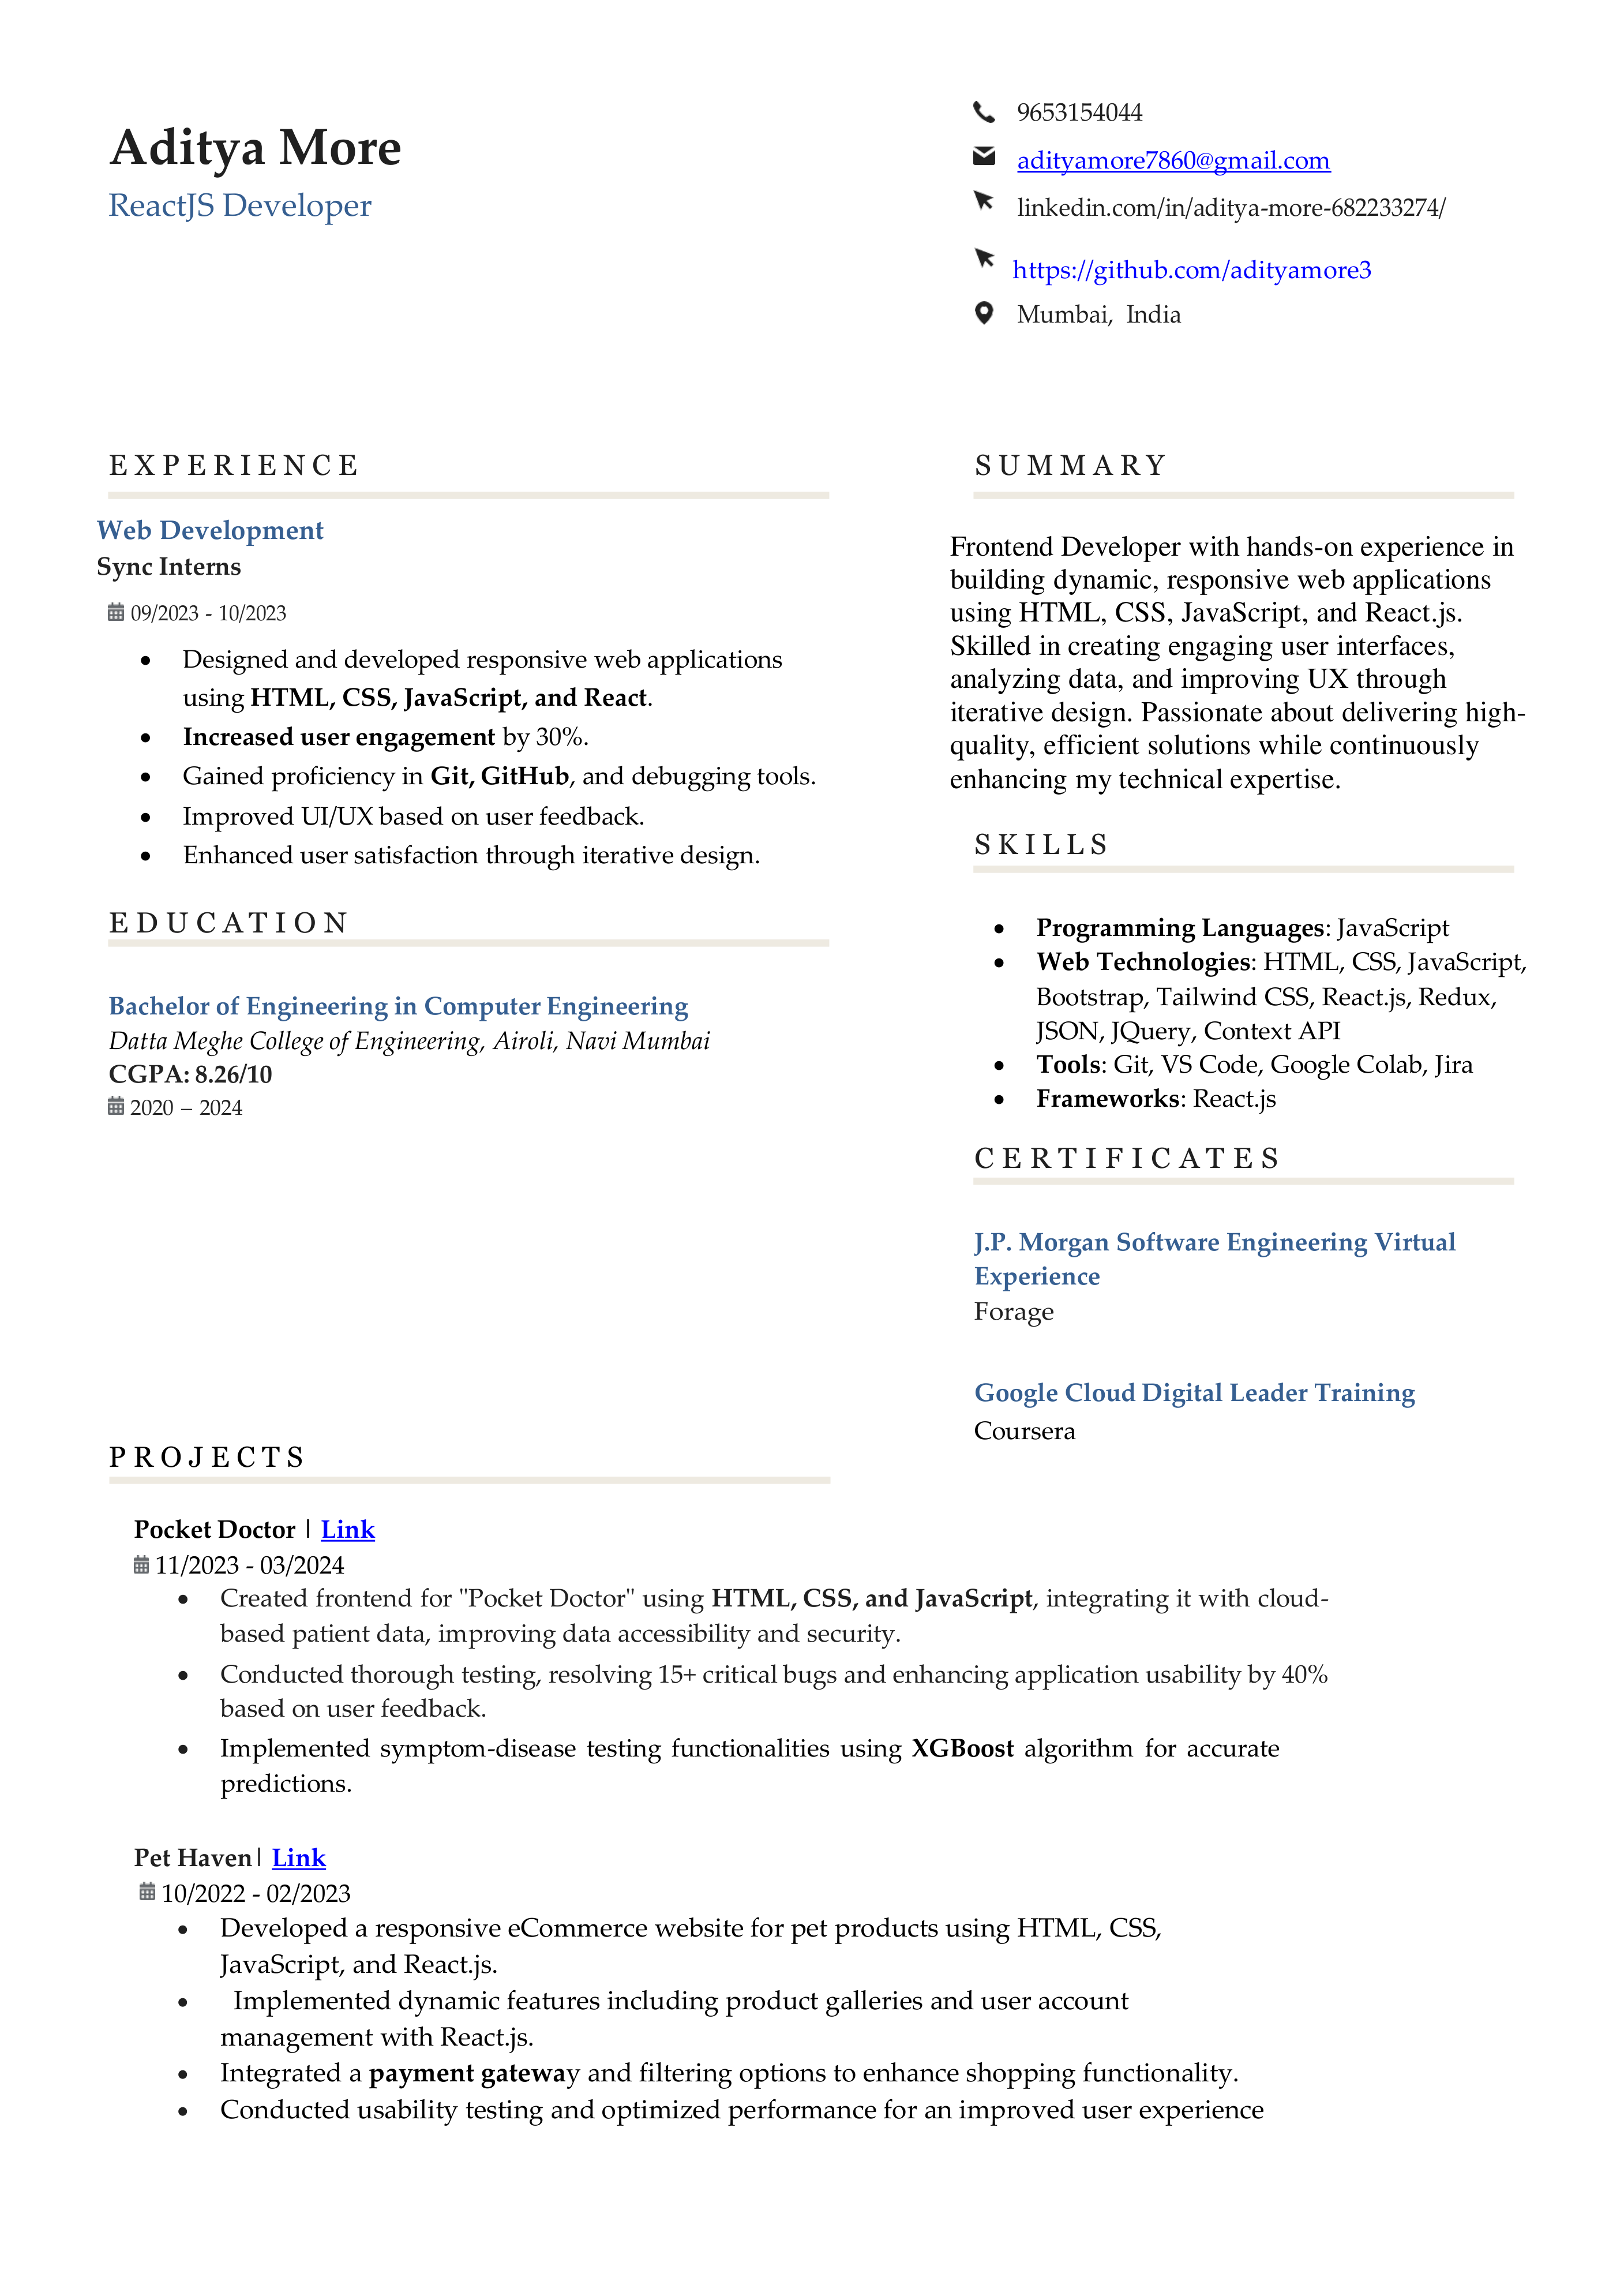 Aditya More
ReactJS Developer
9653154044
adityamore7860@gmail.com
linkedin.com/in/aditya-more-682233274/
https://github.com/adityamore3
Mumbai, India
EXPERIENCE
Web Development
Sync Interns
09/2023 - 10/2023
• Designed and developed responsive web applications
using HTML, CSS, JavaScript, and React.
• Increased user engagement by 30%.
• Gained proficiency in Git, GitHub, and debugging tools.
• Improved UI/UX based on user feedback.
• Enhanced user satisfaction through iterative design.
EDUCATION
Bachelor of Engineering in Computer Engineering
Datta Meghe College of Engineering, Airoli, Navi Mumbai
CGPA: 8.26/10
2020 – 2024
SUMMARY
Frontend Developer with hands-on experience in
building dynamic, responsive web applications
using HTML, CSS, JavaScript, and React.js.
Skilled in creating engaging user interfaces,
analyzing data, and improving UX through
iterative design. Passionate about delivering high-
quality, efficient solutions while continuously
enhancing my technical expertise.
SKILLS
• Programming Languages: JavaScript
• Web Technologies: HTML, CSS, JavaScript,
Bootstrap, Tailwind CSS, React.js, Redux,
JSON, JQuery, Context API
• Tools: Git, VS Code, Google Colab, Jira
• Frameworks: React.js
CERTIFICATES
J.P. Morgan Software Engineering Virtual
Experience
Forage
Google Cloud Digital Leader Training
Coursera
PROJECTS
Pocket Doctor | Link
11/2023 - 03/2024
• Created frontend for "Pocket Doctor" using HTML, CSS, and JavaScript, integrating it with cloud-
based patient data, improving data accessibility and security.
• Conducted thorough testing, resolving 15+ critical bugs and enhancing application usability by 40%
based on user feedback.
• Implemented symptom-disease testing functionalities using XGBoost algorithm for accurate
predictions.
Pet Haven| Link
10/2022 - 02/2023
• Developed a responsive eCommerce website for pet products using HTML, CSS,
JavaScript, and React.js.
• Implemented dynamic features including product galleries and user account
management with React.js.
• Integrated a payment gateway and filtering options to enhance shopping functionality.
• Conducted usability testing and optimized performance for an improved user experience